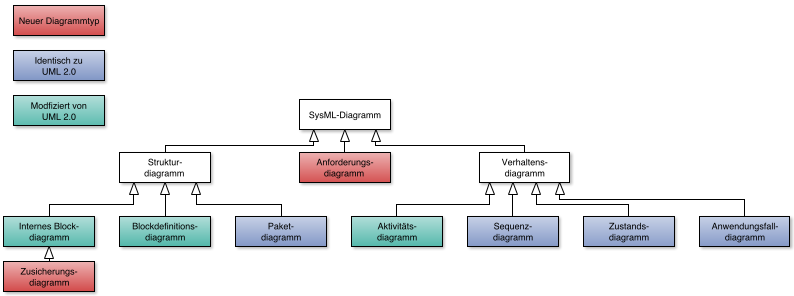 Neuer Diagrammtyp
Identisch zu
UML 2.0
Modfiziert von
UML 2.0
SysML-Diagramm
Struktur-
diagramm
Anforderungs-
diagramm
Verhaltens-
diagramm
Internes Block-
diagramm
Blockdefinitions-
diagramm
Paket-
diagramm
Aktivitäts-
diagramm
Sequenz-
diagramm
Zustands-
diagramm
Anwendungsfall-
diagramm
Zusicherungs-
diagramm